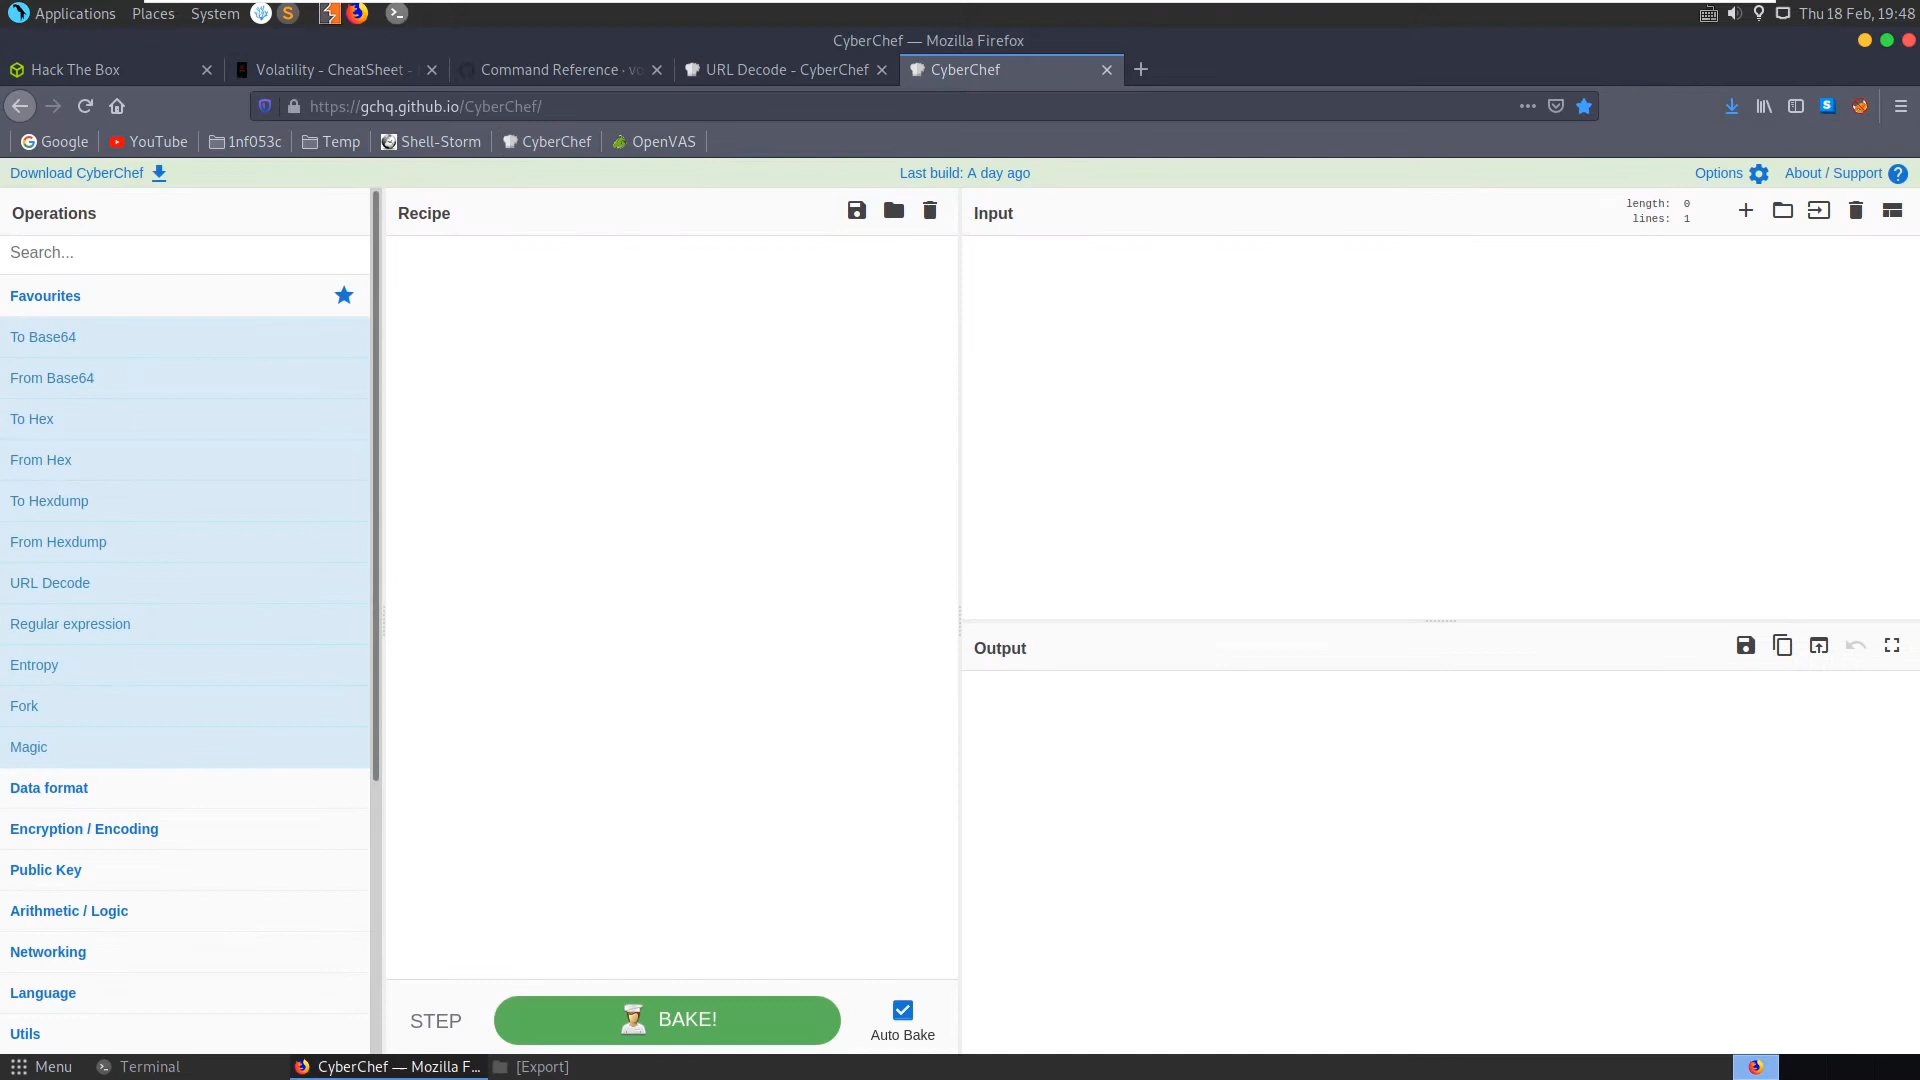 Applications Places System Thu 18 Feb, 19:48
CyberChef — Mozilla Firefox
Hack The Box Volatility - CheatSheet - Command Reference · vo URL Decode - CyberChef CyberChef
https://gchq.github.io/CyberChef/
Google YouTube 1nf053c Temp Shell-Storm CyberChef OpenVAS
Download CyberChef Last build: A day ago Options About / Support
Operations Recipe Input length: 0
lines: 1
Search...
Favourites
To Base64
From Base64
To Hex
From Hex
To Hexdump
From Hexdump
URL Decode
Regular expression
Output
Entropy
Fork
Magic
Data format
Encryption / Encoding
Public Key
Arithmetic / Logic
Networking
Language
STEP BAKE! Auto Bake
Utils
Menu Terminal CyberChef — Mozilla F... [Export]